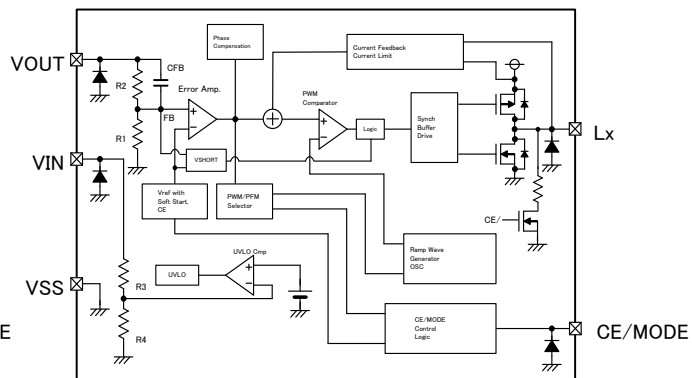 VOUT
VIN
VSS
E
Phase
Compensation
Current Feedback
Current Limit
CFB
R2
Error Amp.
FB
R1
+
−
VSHORT
PWM
Comparator
+
−
Logic
Synch
Buffer
Drive
Lx
CE/
Vref with
Soft Start,
CE
PWM/PFM
Selector
UVLO Cmp
UVLO
+
−
R3
R4
Ramp Wave
Generator
OSC
CE/MODE
Control
Logic
CE/MODE